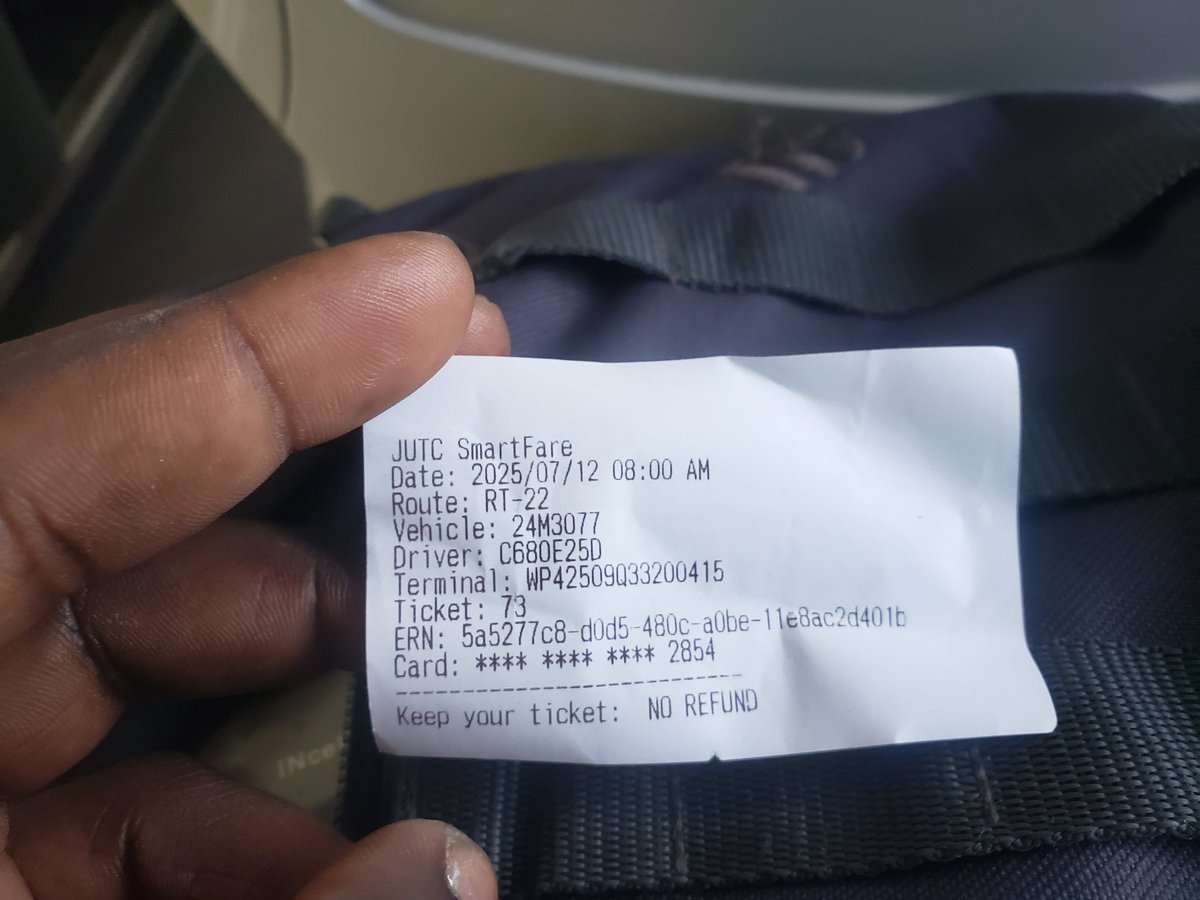 JUTC SmartFare
Date: 2025/07/12 08:00 AM
Route: RT-22
Vehicle: 24M3077
Driver: C680E25D
Terminal: WP42509Q33200415
Ticket: 73
ERN: 5a5277c8-d0d5-480c-a0be-11e8ac2d401b
Card: **** **** **** 2854
--------------------------
Keep your ticket: NO REFUND